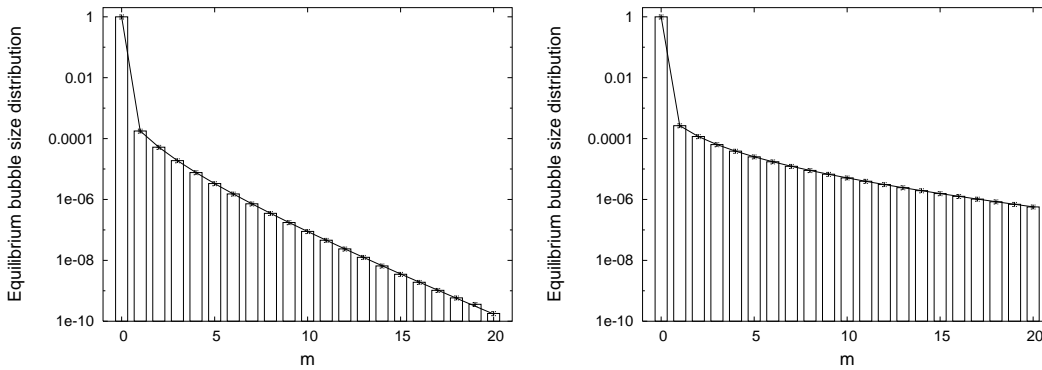 Equilibrium bubble size distribution
1
0.01
0.0001
1e-06
1e-08
1e-10
0 5 10 15 20
m
Equilibrium bubble size distribution
1
0.01
0.0001
1e-06
1e-08
1e-10
0 5 10 15 20
m